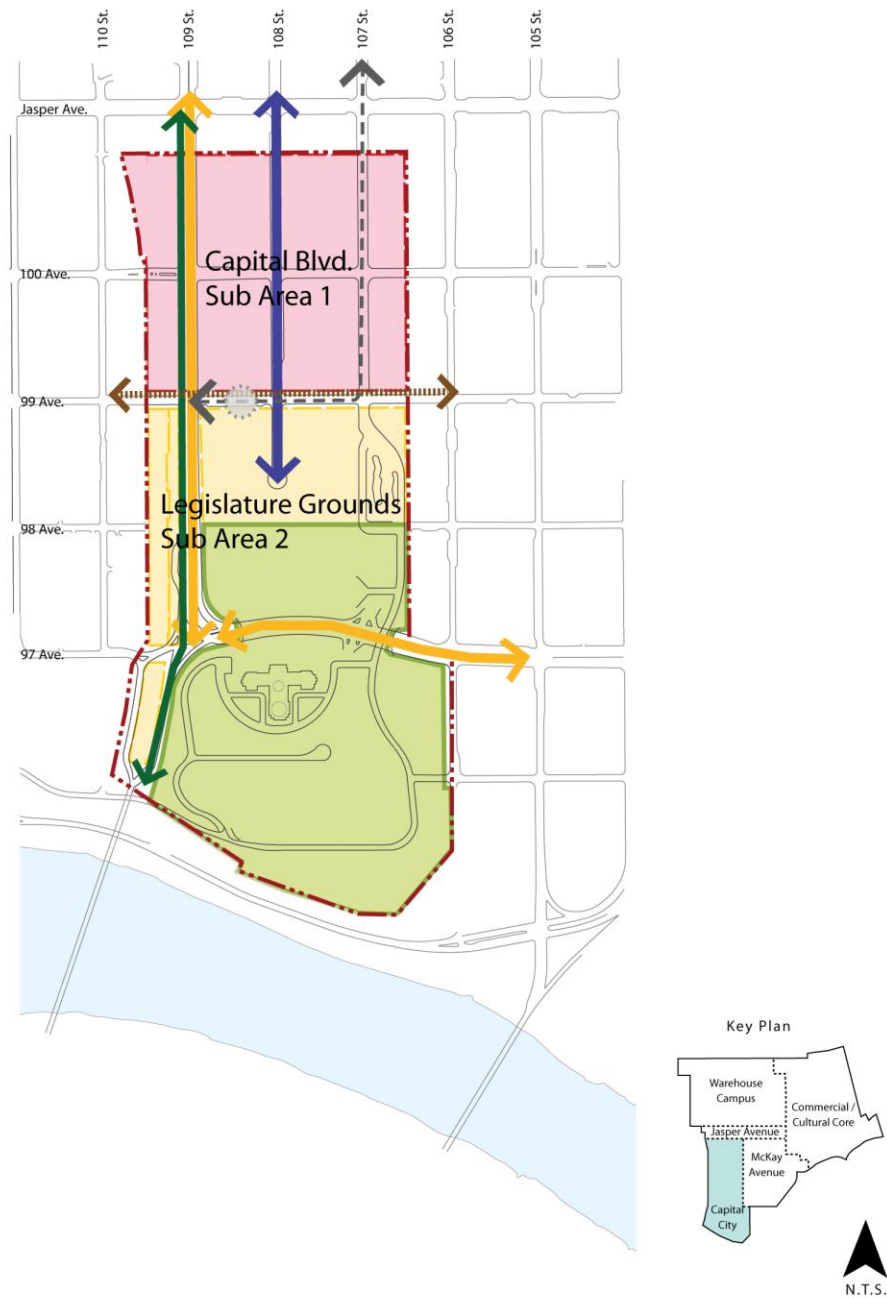 110 St.
109 St.
108 St.
107 St.
106 St.
105 St.
Jasper Ave.
100 Ave.
Capital Blvd.
Sub Area 1
99 Ave.
Legislature Grounds
Sub Area 2
98 Ave.
97 Ave.
Key Plan
Warehouse
Campus
Commercial /
Cultural Core
Jasper Avenue
McKay
Avenue
Capital
City
N.T.S.